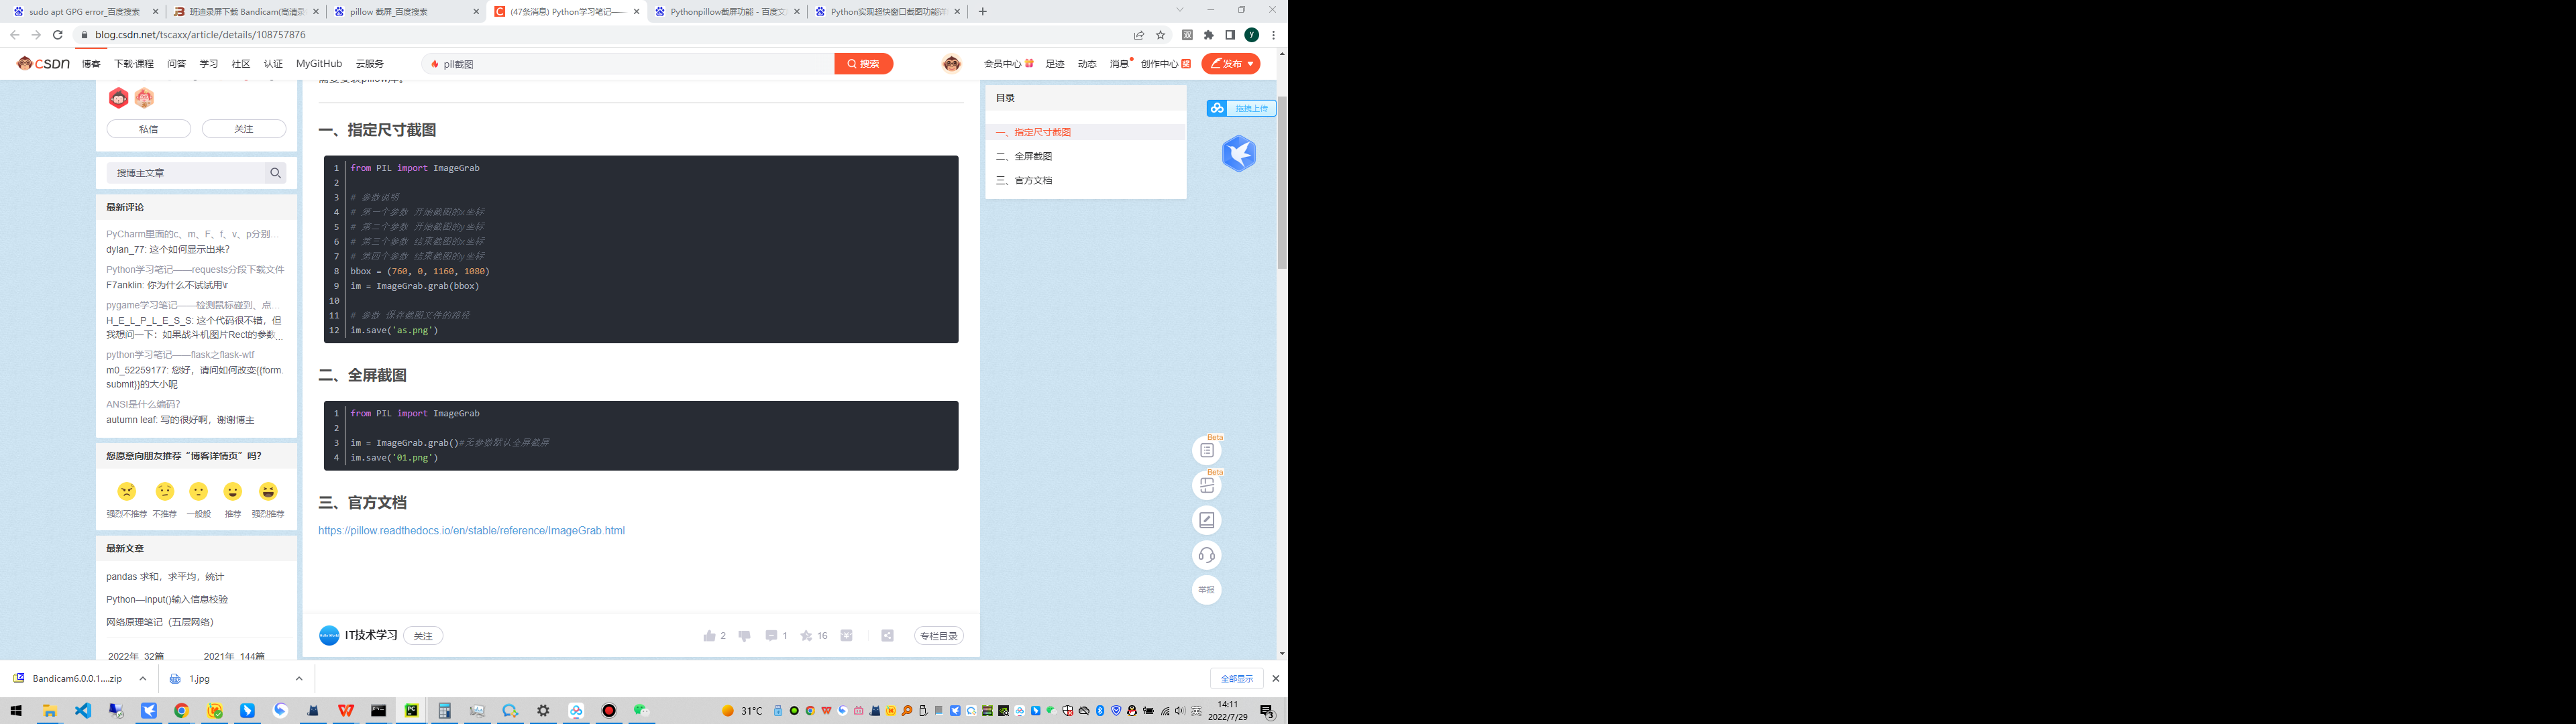 sudo apt GPG error_百度搜索
班迪录屏下载 Bandicam(高清录
pillow 截屏_百度搜索
(47条消息) Python学习笔记——
Pythonpillow截屏功能 - 百度文
Python实现超快窗口截图功能详
blog.csdn.net/tscaxx/article/details/108757876
CSDN 博客 下载·课程 问答 学习 社区 认证 MyGitHub 云服务
pil截图
搜索
会员中心 足迹 动态 消息 创作中心 发布
私信 关注
搜博主文章
最新评论
PyCharm里面的c、m、F、f、v、p分别...
dylan_77: 这个如何显示出来?
Python学习笔记——requests分段下载文件
F7anklin: 你为什么不试试用\r
pygame学习笔记——检测鼠标碰到、点...
H_E_L_P_L_E_S_S: 这个代码很不错，但
我想问一下：如果战斗机图片Rect的参数...
python学习笔记——flask之flask-wtf
m0_52259177: 您好，请问如何改变{{form.
submit}}的大小呢
ANSI是什么编码?
autumn leaf: 写的很好啊，谢谢博主
您愿意向朋友推荐“博客详情页”吗?
强烈不推荐 不推荐 一般般 推荐 强烈推荐
最新文章
pandas 求和，求平均，统计
Python—input()输入信息校验
网络原理笔记（五层网络）
2022年 32篇 2021年 144篇
需要安装pillow库。
一、指定尺寸截图
1 from PIL import ImageGrab
2
3 # 参数说明
4 # 第一个参数 开始截图的x坐标
5 # 第二个参数 开始截图的y坐标
6 # 第三个参数 结束截图的x坐标
7 # 第四个参数 结束截图的y坐标
8 bbox = (760, 0, 1160, 1080)
9 im = ImageGrab.grab(bbox)
10
11 # 参数 保存截图文件的路径
12 im.save('as.png')
二、全屏截图
1 from PIL import ImageGrab
2
3 im = ImageGrab.grab()#无参数默认全屏截屏
4 im.save('01.png')
三、官方文档
https://pillow.readthedocs.io/en/stable/reference/ImageGrab.html
IT技术学习 关注
2 1 16
专栏目录
目录
一、指定尺寸截图
二、全屏截图
三、官方文档
拖拽上传
Beta
Beta
举报
Bandicam6.0.0.1....zip
1.jpg
全部显示
31°C
14:11
2022/7/29
3